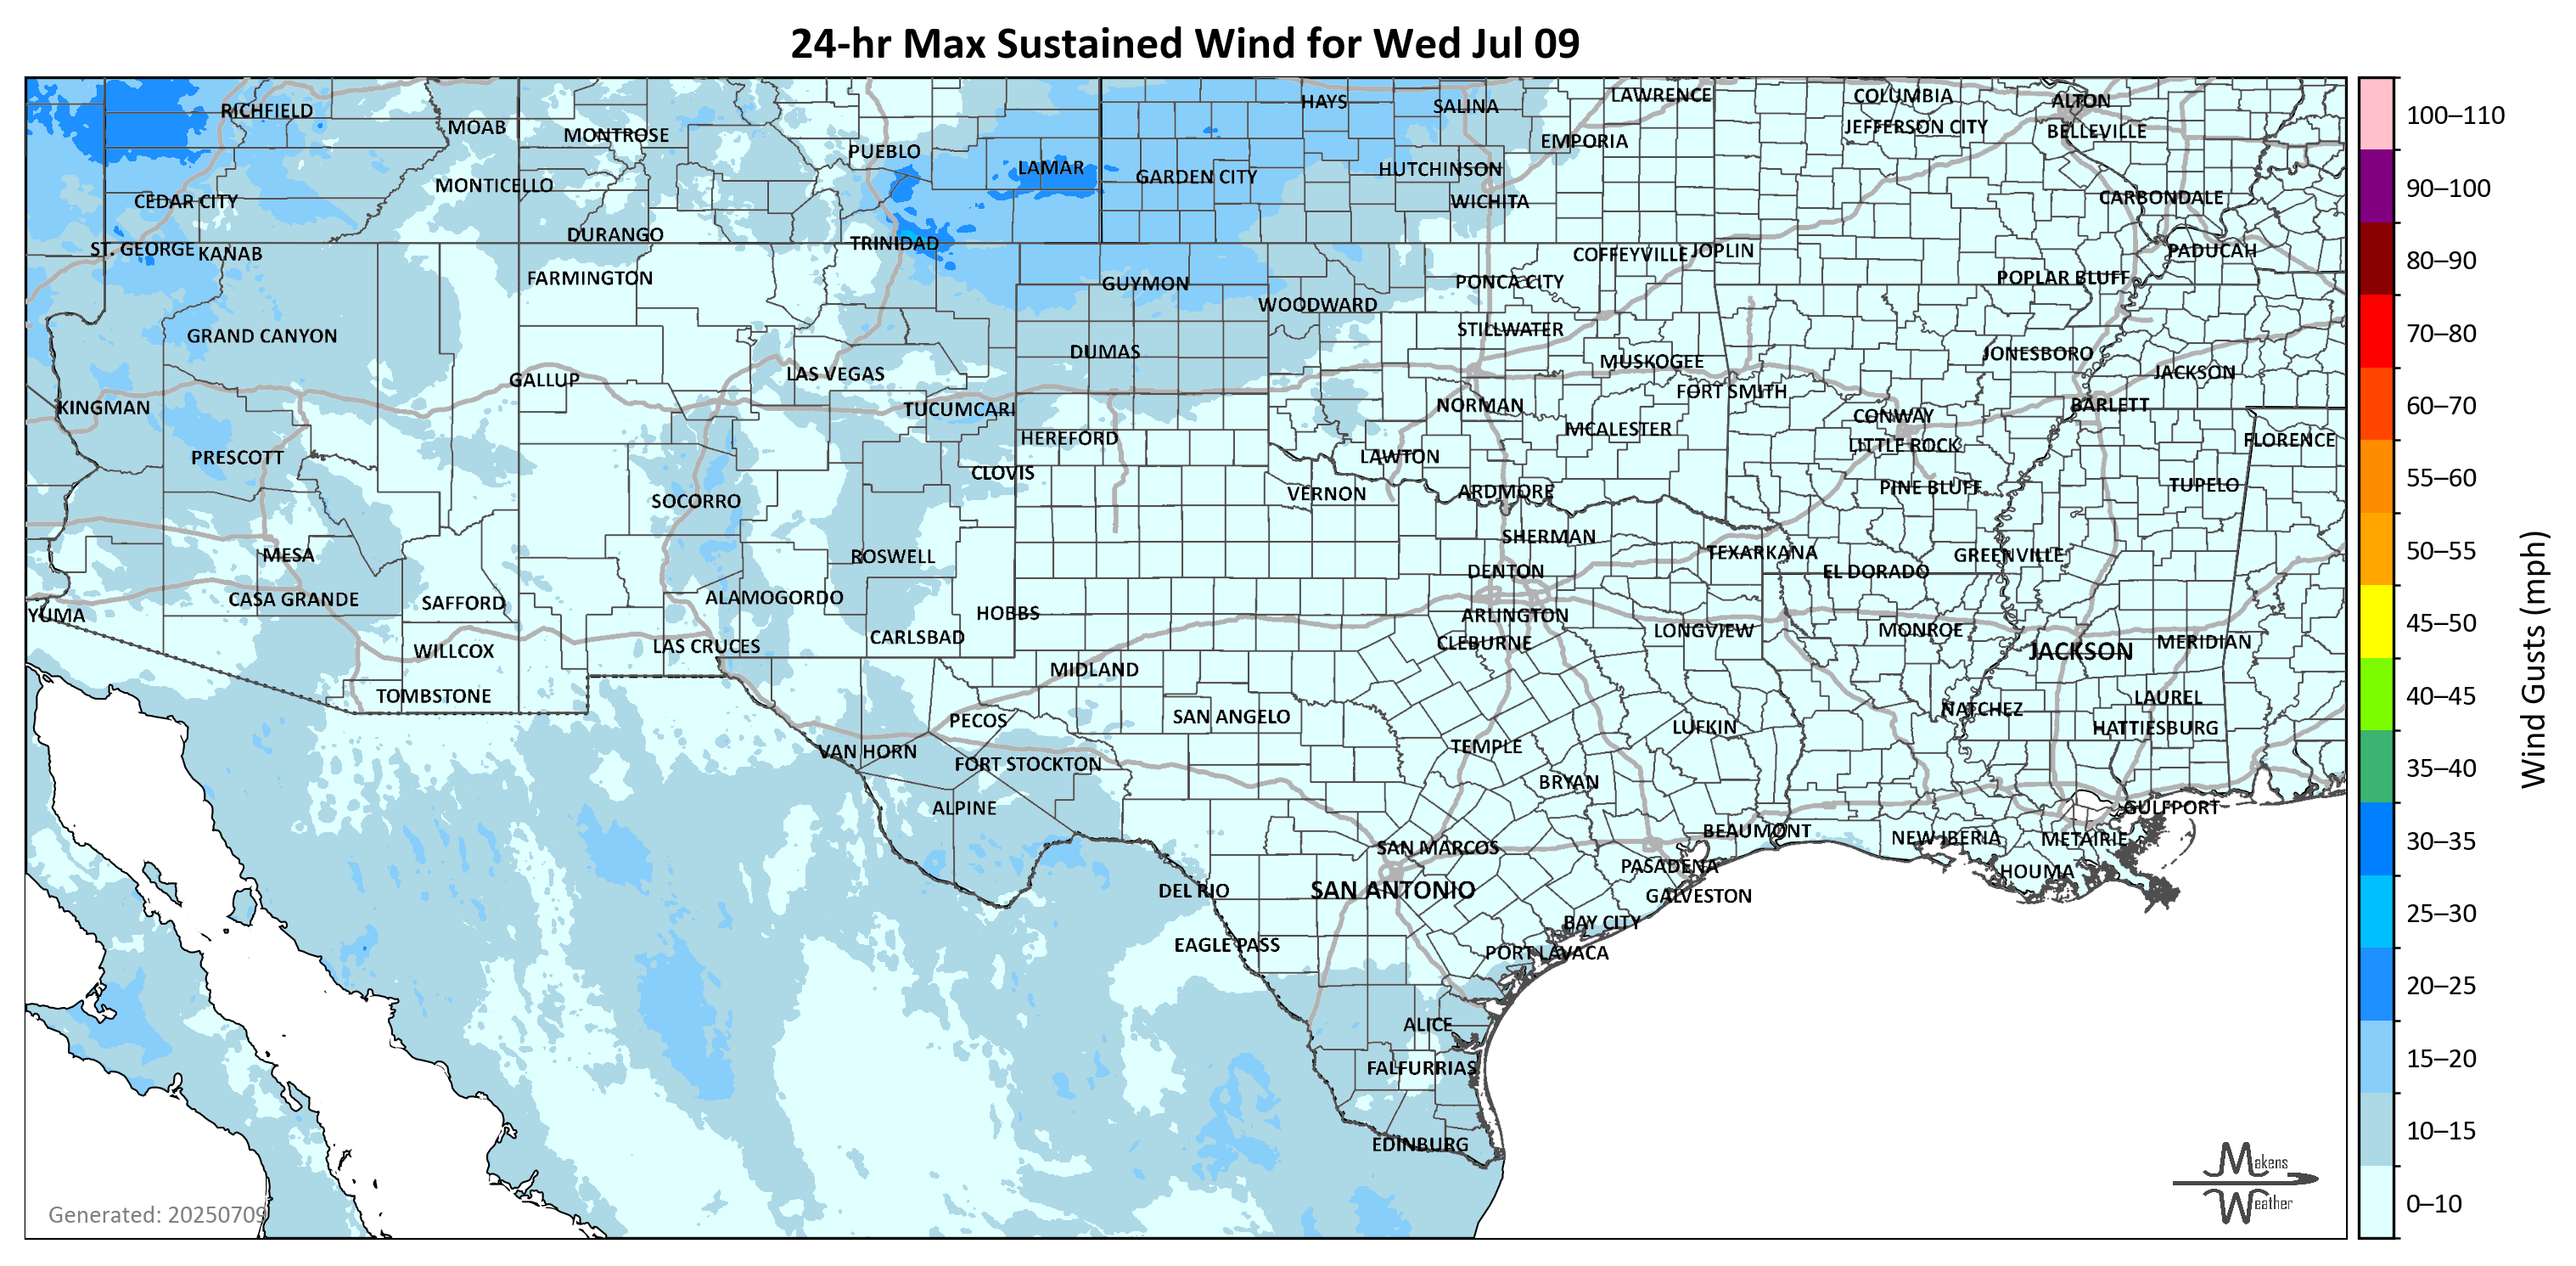 24-hr Max Sustained Wind for Wed Jul 09
RICHFIELD
MOAB
MONTROSE
PUEBLO
LAMAR
HAYS
SALINA
LAWRENCE
EMPORIA
COLUMBIA
JEFFERSON CITY
ALTON
BELLEVILLE
CEDAR CITY
MONTICELLO
GARDEN CITY
HUTCHINSON
WICHITA
CARBONDALE
ST. GEORGE
KANAB
DURANGO
TRINIDAD
FARMINGTON
GUYMON
WOODWARD
PONCA CITY
COFFEYVILLE
JOPLIN
POPLAR BLUFF
PADUCAH
GRAND CANYON
DUMAS
STILLWATER
MUSKOGEE
JONESBORO
JACKSON
GALLUP
LAS VEGAS
FORT SMITH
KINGMAN
TUCUMCARI
NORMAN
CONWAY
BARLETT
HEREFORD
MCALESTER
LITTLE ROCK
FLORENCE
PRESCOTT
CLOVIS
LAWTON
SOCORRO
VERNON
ARDMORE
PINE BLUFF
TUPELO
MESA
ROSWELL
SHERMAN
TEXARKANA
GREENVILLE
DENTON
EL DORADO
YUMA
CASA GRANDE
SAFFORD
ALAMOGORDO
HOBBS
ARLINGTON
WILLCOX
LAS CRUCES
CARLSBAD
CLEBURNE
LONGVIEW
MONROE
JACKSON
MERIDIAN
TOMBSTONE
MIDLAND
PECOS
SAN ANGELO
LUFKIN
NATCHEZ
LAUREL
HATTIESBURG
VAN HORN
FORT STOCKTON
TEMPLE
BRYAN
ALPINE
BEAUMONT
NEW IBERIA
METAIRIE
GULFPORT
SAN MARCOS
PASADENA
HOUMA
DEL RIO
SAN ANTONIO
GALVESTON
EAGLE PASS
BAY CITY
PORT LAVACA
ALICE
FALFURRIAS
EDINBURG
Generated: 20250709
Makens
Weather
100–110
90–100
80–90
70–80
60–70
55–60
50–55
45–50
40–45
35–40
30–35
25–30
20–25
15–20
10–15
0–10
Wind Gusts (mph)